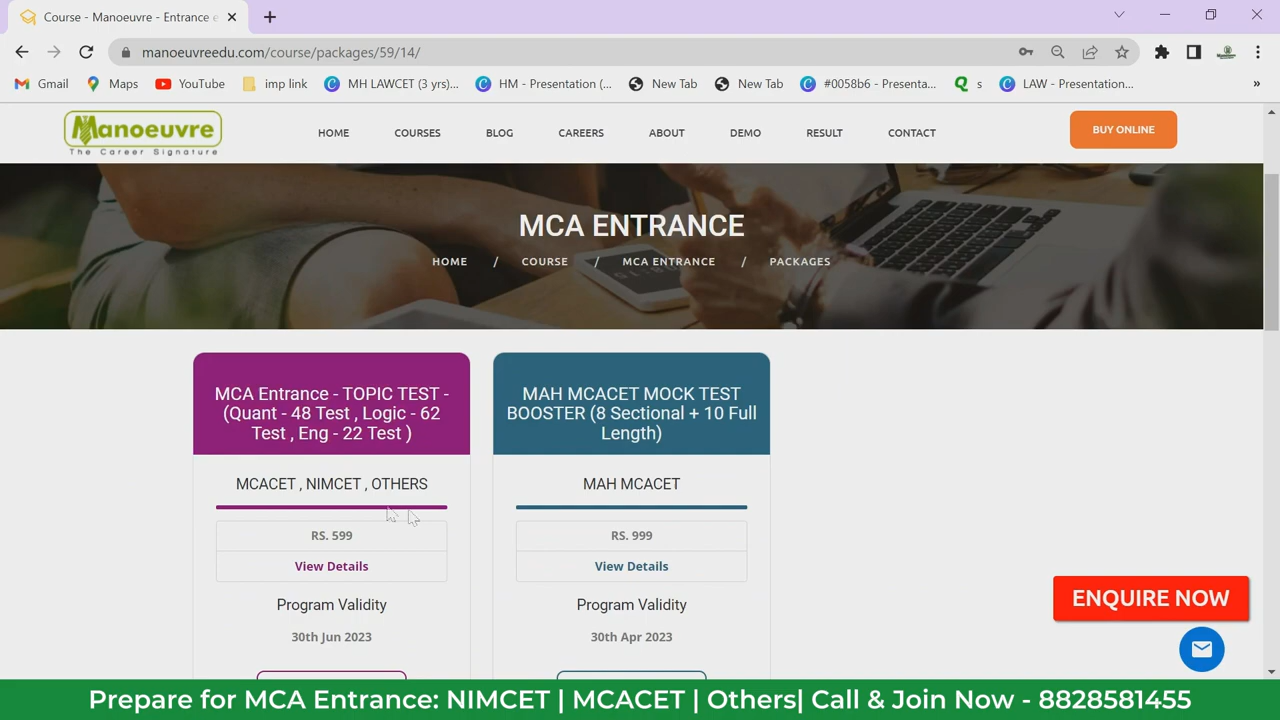 Course - Manoeuvre - Entrance e
manoeuvreedu.com/course/packages/59/14/
Gmail
Maps
YouTube
imp link
MH LAWCET (3 yrs)...
HM - Presentation (...
New Tab
New Tab
#0058b6 - Presenta...
s
LAW - Presentation...
»
Manoeuvre
The Career Signature
HOME
COURSES
BLOG
CAREERS
ABOUT
DEMO
RESULT
CONTACT
BUY ONLINE
MCA ENTRANCE
HOME / COURSE / MCA ENTRANCE / PACKAGES
MCA Entrance - TOPIC TEST -
(Quant - 48 Test , Logic - 62
Test , Eng - 22 Test )
MCACET , NIMCET , OTHERS
RS. 599
View Details
Program Validity
30th Jun 2023
MAH MCACET MOCK TEST
BOOSTER (8 Sectional + 10 Full
Length)
MAH MCACET
RS. 999
View Details
Program Validity
30th Apr 2023
ENQUIRE NOW
Prepare for MCA Entrance: NIMCET | MCACET | Others| Call & Join Now - 8828581455